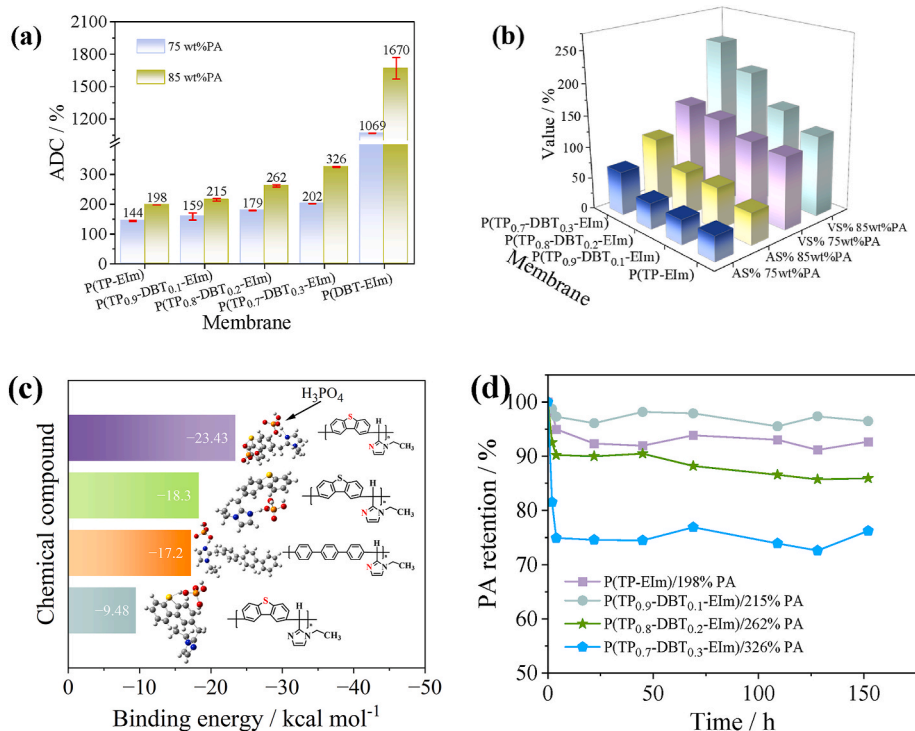 (a)
ADC / %
2100
1800
1500
1200
300
200
100
0
75 wt%PA
85 wt%PA
144
198
159
215
179
262
202
326
1069
1670
P(TP-EIm)
P(TP0.9-DBT0.1-EIm)
P(TP0.8-DBT0.2-EIm)
P(TP0.7-DBT0.3-EIm)
P(DBT-EIm)
Membrane
(b)
Value / %
250
200
150
100
50
0
P(TP0.7-DBT0.3-EIm)
P(TP0.8-DBT0.2-EIm)
P(TP0.9-DBT0.1-EIm)
P(TP-EIm)
Membrane
VS% 85wt%PA
VS% 75wt%PA
AS% 85wt%PA
AS% 75wt%PA
(c)
Chemical compound
H3PO4
−23.43
S
H
n
N
N
CH3
−18.3
S
H
n
N
N
CH3
−17.2
H
n
N
N
CH3
−9.48
S
H
n
N
N
CH3
0 −10 −20 −30 −40 −50
Binding energy / kcal mol−1
(d)
PA retention / %
100
90
80
70
60
50
P(TP-EIm)/198% PA
P(TP0.9-DBT0.1-EIm)/215% PA
P(TP0.8-DBT0.2-EIm)/262% PA
P(TP0.7-DBT0.3-EIm)/326% PA
0 50 100 150
Time / h